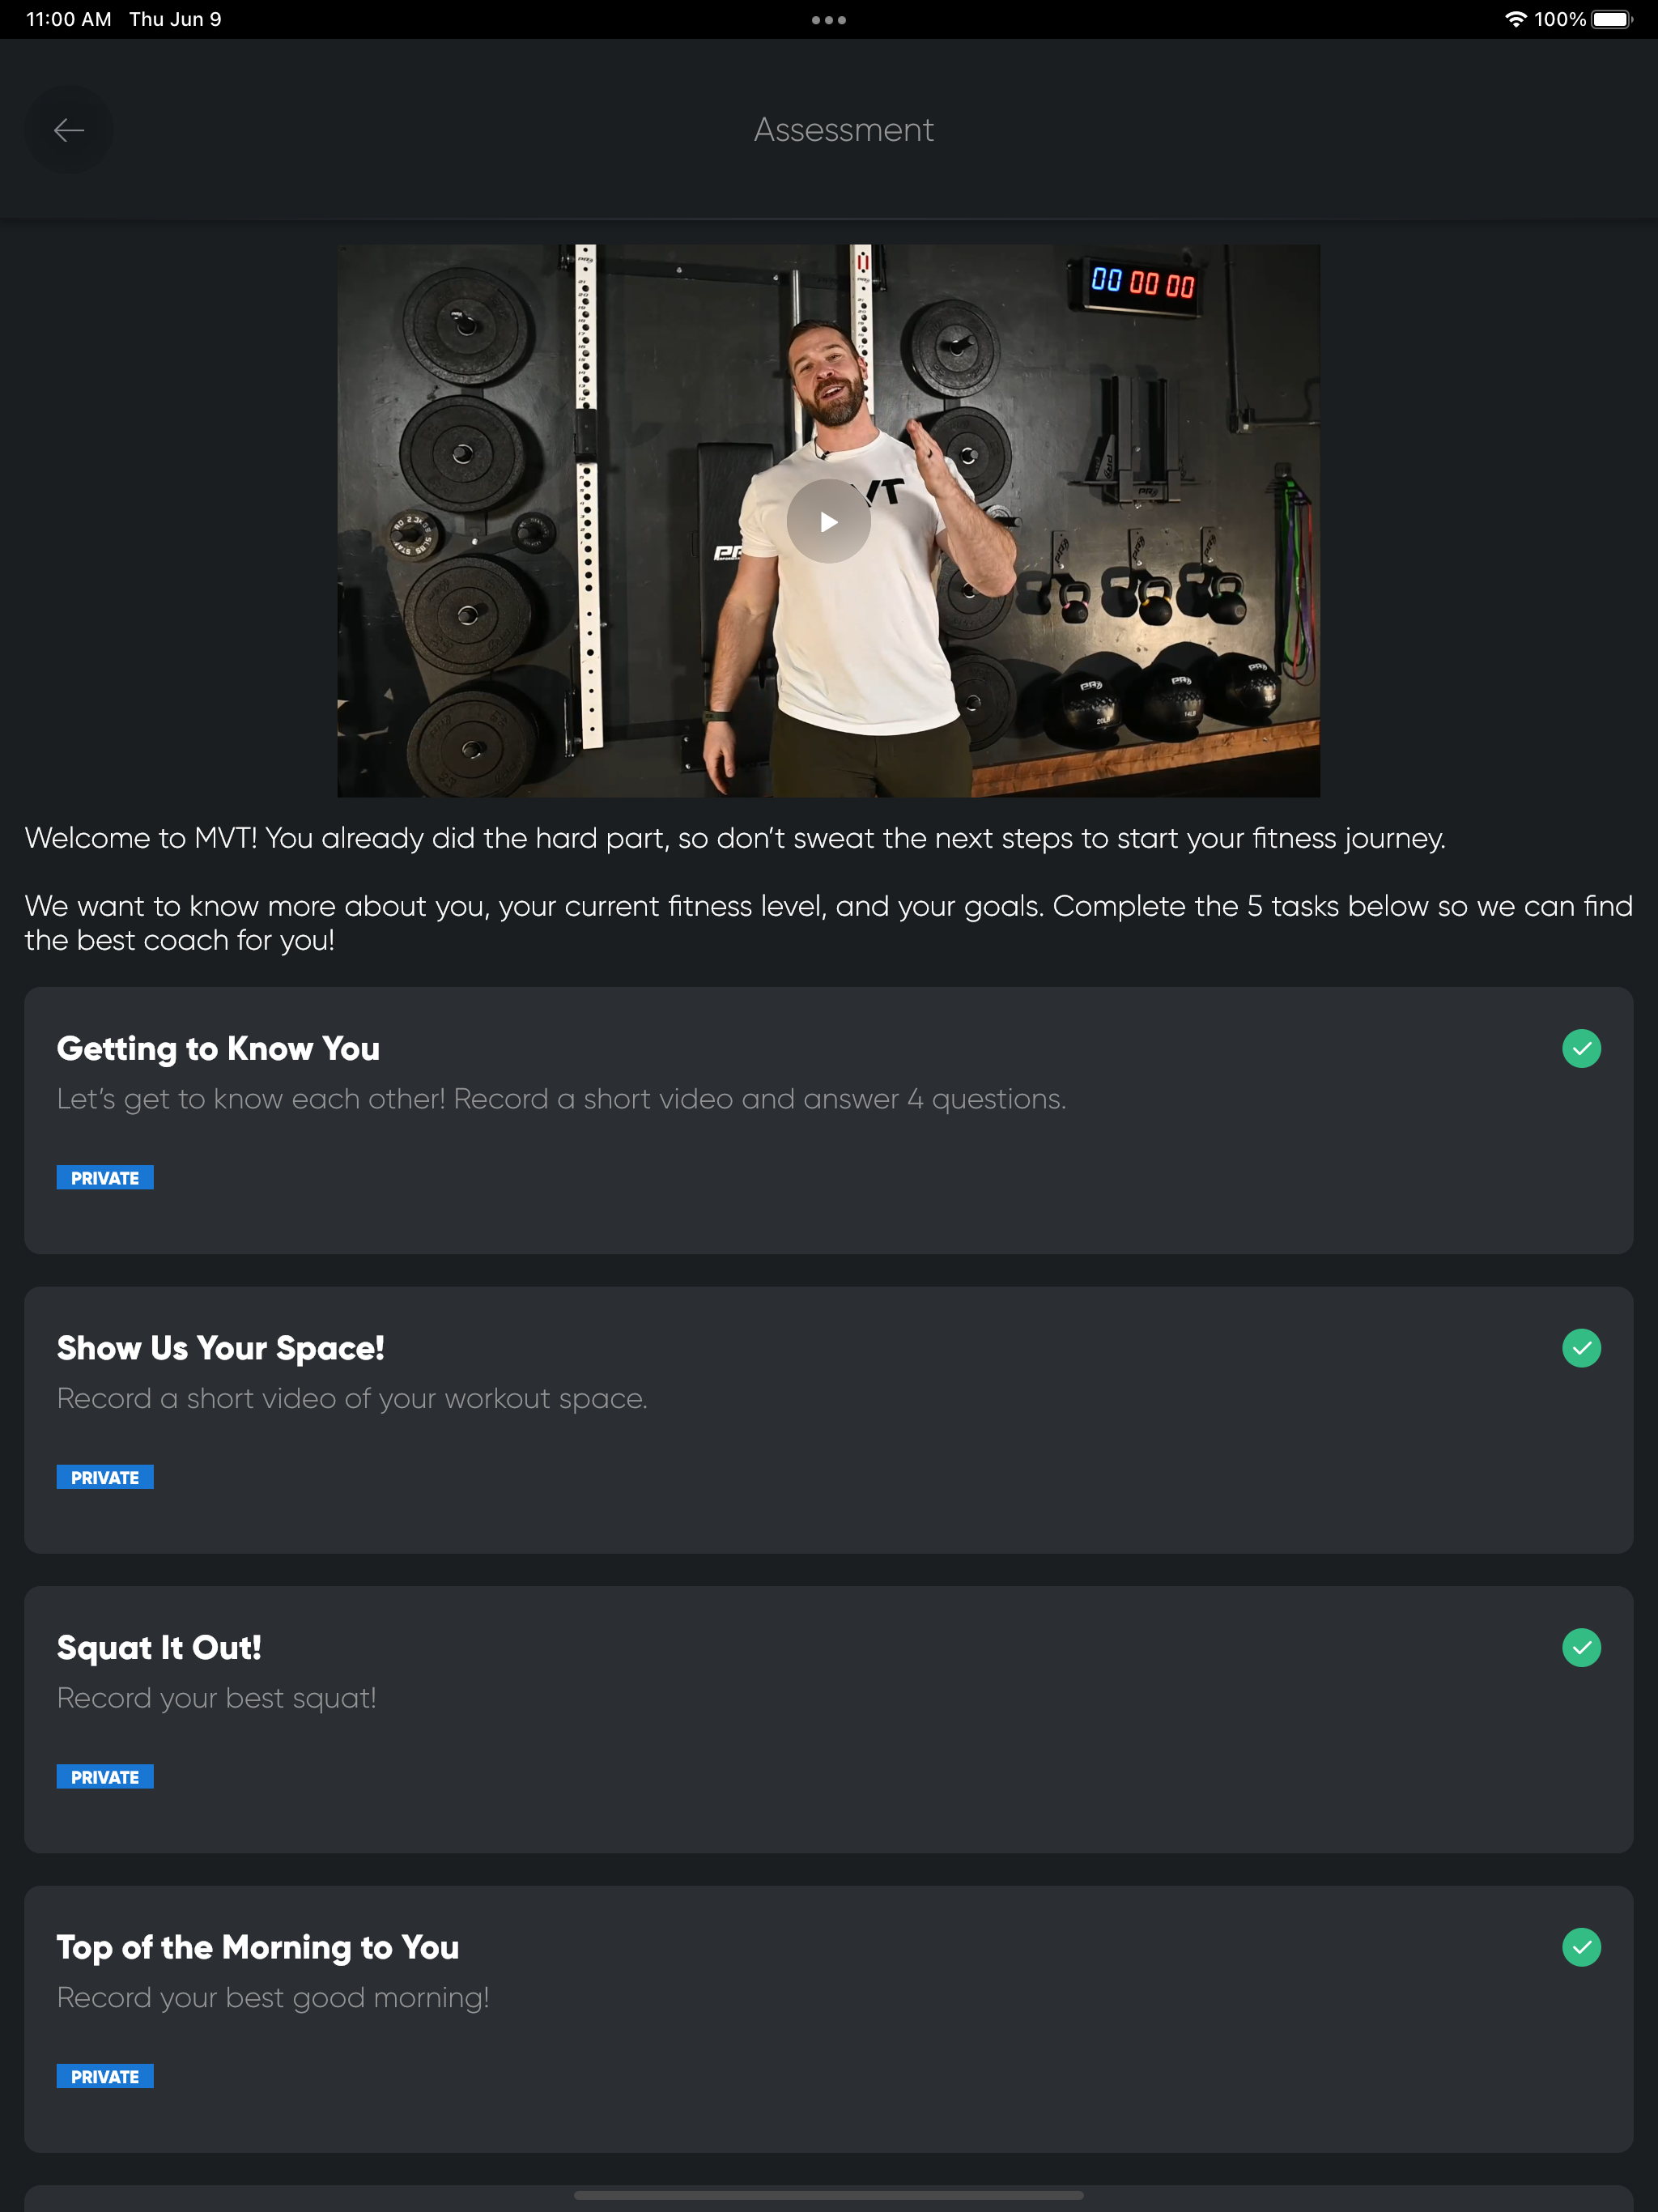 11:00 AM Thu Jun 9
100%
Assessment
00 00 00
VT
Welcome to MVT! You already did the hard part, so don’t sweat the next steps to start your fitness journey.
We want to know more about you, your current fitness level, and your goals. Complete the 5 tasks below so we can find
the best coach for you!
Getting to Know You
Let’s get to know each other! Record a short video and answer 4 questions.
PRIVATE
Show Us Your Space!
Record a short video of your workout space.
PRIVATE
Squat It Out!
Record your best squat!
PRIVATE
Top of the Morning to You
Record your best good morning!
PRIVATE